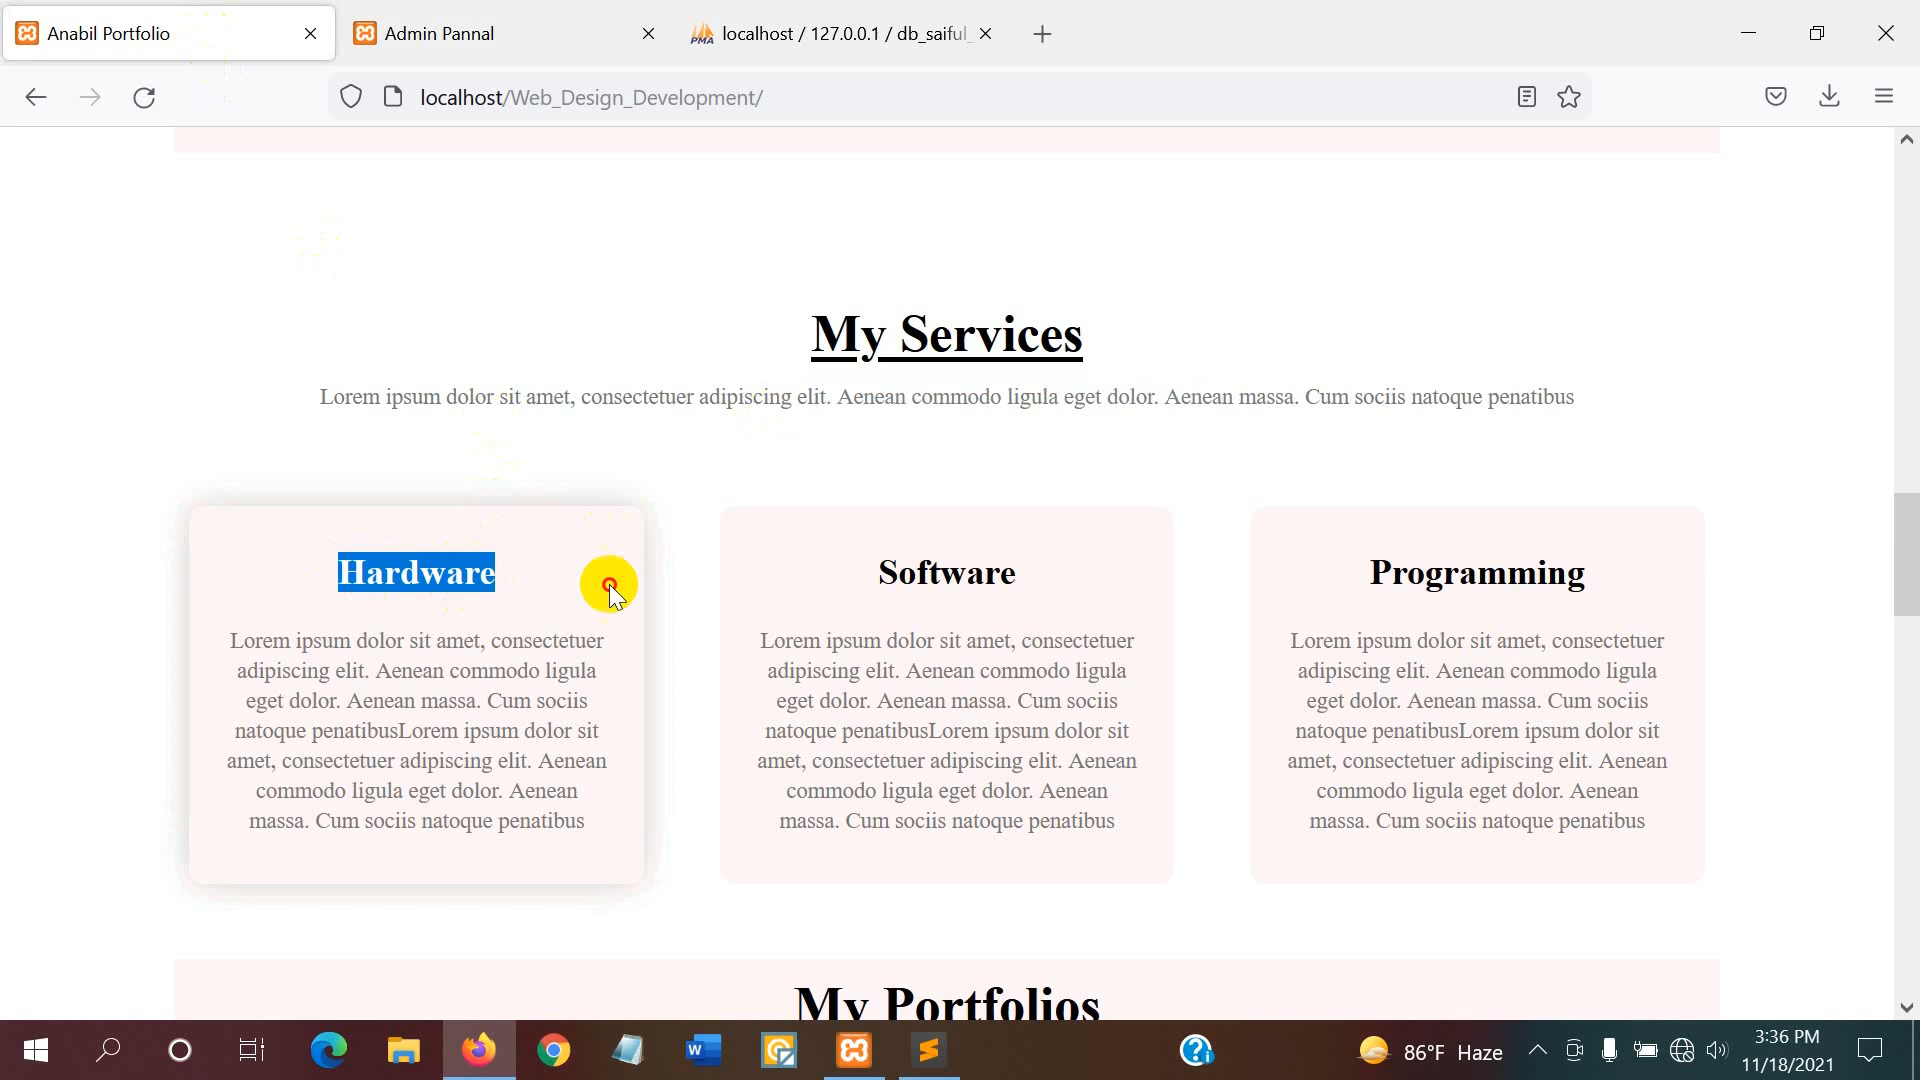 Anabil Portfolio
Admin Pannal
PMA
localhost / 127.0.0.1 / db_saiful_
localhost/Web_Design_Development/
My Services
Lorem ipsum dolor sit amet, consectetuer adipiscing elit. Aenean commodo ligula eget dolor. Aenean massa. Cum sociis natoque penatibus
Hardware
Lorem ipsum dolor sit amet, consectetuer
adipiscing elit. Aenean commodo ligula
eget dolor. Aenean massa. Cum sociis
natoque penatibusLorem ipsum dolor sit
amet, consectetuer adipiscing elit. Aenean
commodo ligula eget dolor. Aenean
massa. Cum sociis natoque penatibus
Software
Lorem ipsum dolor sit amet, consectetuer
adipiscing elit. Aenean commodo ligula
eget dolor. Aenean massa. Cum sociis
natoque penatibusLorem ipsum dolor sit
amet, consectetuer adipiscing elit. Aenean
commodo ligula eget dolor. Aenean
massa. Cum sociis natoque penatibus
Programming
Lorem ipsum dolor sit amet, consectetuer
adipiscing elit. Aenean commodo ligula
eget dolor. Aenean massa. Cum sociis
natoque penatibusLorem ipsum dolor sit
amet, consectetuer adipiscing elit. Aenean
commodo ligula eget dolor. Aenean
massa. Cum sociis natoque penatibus
My Portfolios
86°F Haze
3:36 PM
11/18/2021